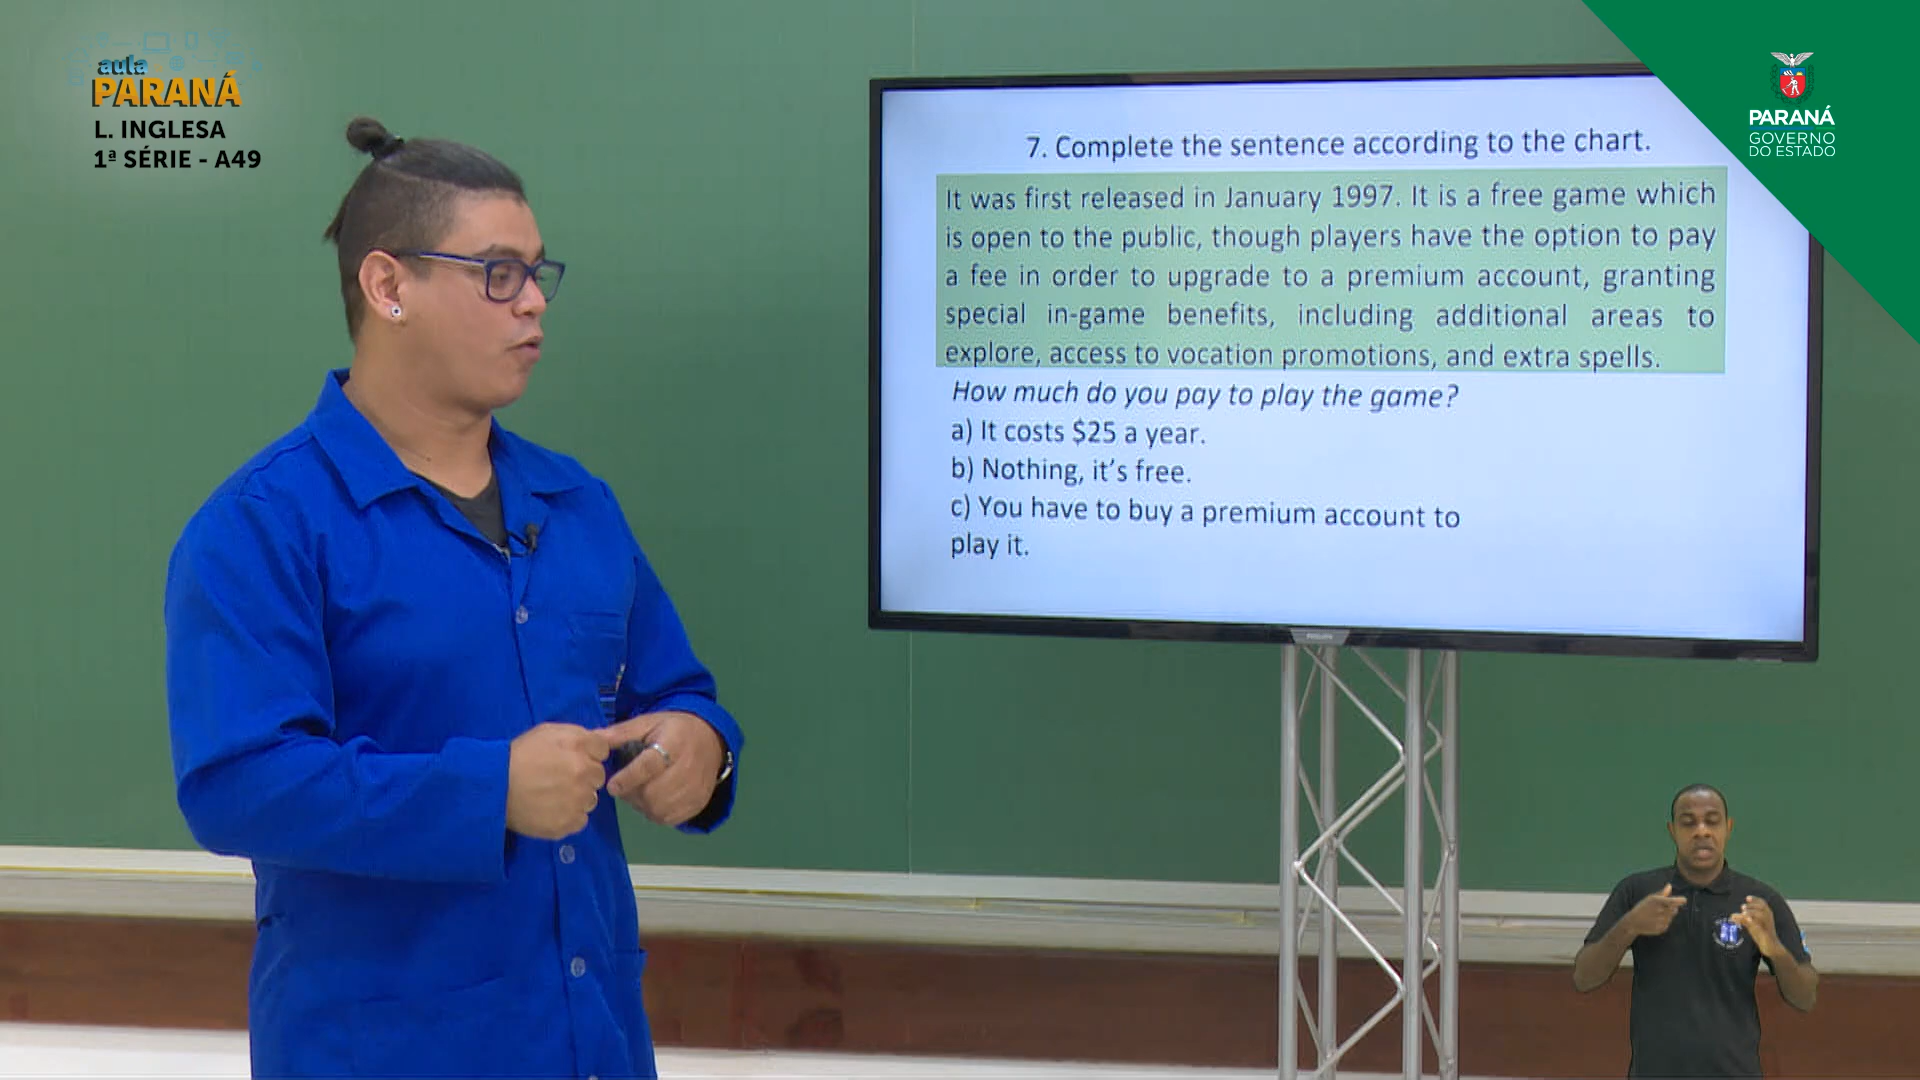 aula
PARANÁ
L. INGLESA
1ª SÉRIE - A49
PARANÁ
GOVERNO
DO ESTADO
7. Complete the sentence according to the chart.
It was first released in January 1997. It is a free game which
is open to the public, though players have the option to pay
a fee in order to upgrade to a premium account, granting
special in-game benefits, including additional areas to
explore, access to vocation promotions, and extra spells.
How much do you pay to play the game?
a) It costs $25 a year.
b) Nothing, it's free.
c) You have to buy a premium account to
play it.
PHILIPS